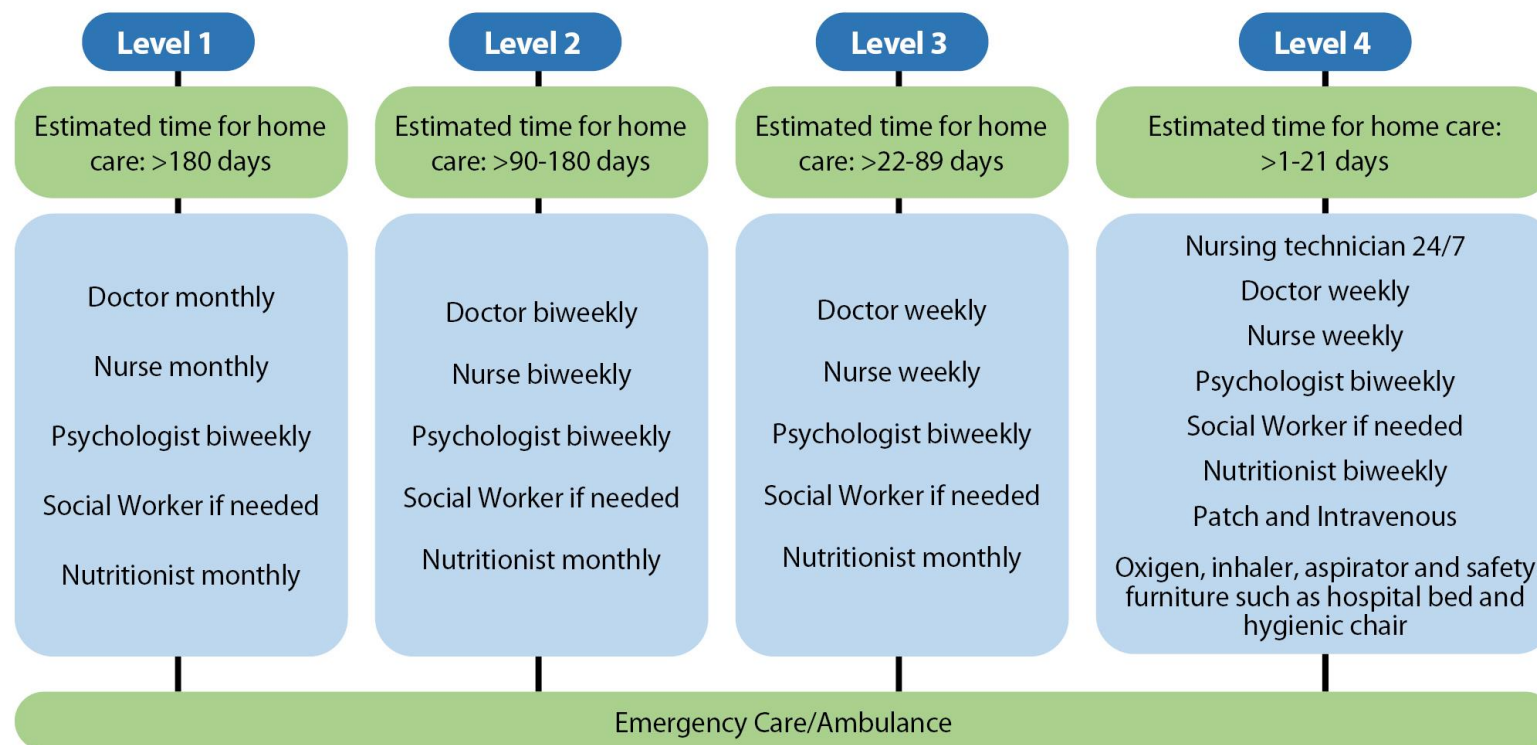 Level 1
Estimated time for home
care: >180 days
Doctor monthly
Nurse monthly
Psychologist biweekly
Social Worker if needed
Nutritionist monthly
Level 2
Estimated time for home
care: >90-180 days
Doctor biweekly
Nurse biweekly
Psychologist biweekly
Social Worker if needed
Nutritionist monthly
Level 3
Estimated time for home
care: >22-89 days
Doctor weekly
Nurse weekly
Psychologist biweekly
Social Worker if needed
Nutritionist monthly
Level 4
Estimated time for home care:
>1-21 days
Nursing technician 24/7
Doctor weekly
Nurse weekly
Psychologist biweekly
Social Worker if needed
Nutritionist biweekly
Patch and Intravenous
Oxigen, inhaler, aspirator and safety
furniture such as hospital bed and
hygienic chair
Emergency Care/Ambulance